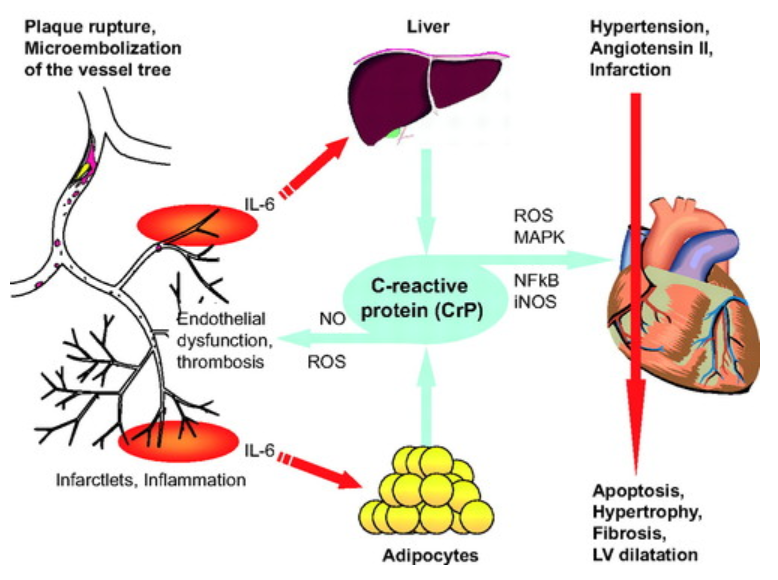 Plaque rupture,
Microembolization
of the vessel tree
Liver
Hypertension,
Angiotensin II,
Infarction
IL-6
ROS
MAPK
C-reactive
protein (CrP)
NFkB
iNOS
NO
Endothelial
dysfunction,
thrombosis
ROS
IL-6
Infarctlets, Inflammation
Adipocytes
Apoptosis,
Hypertrophy,
Fibrosis,
LV dilatation